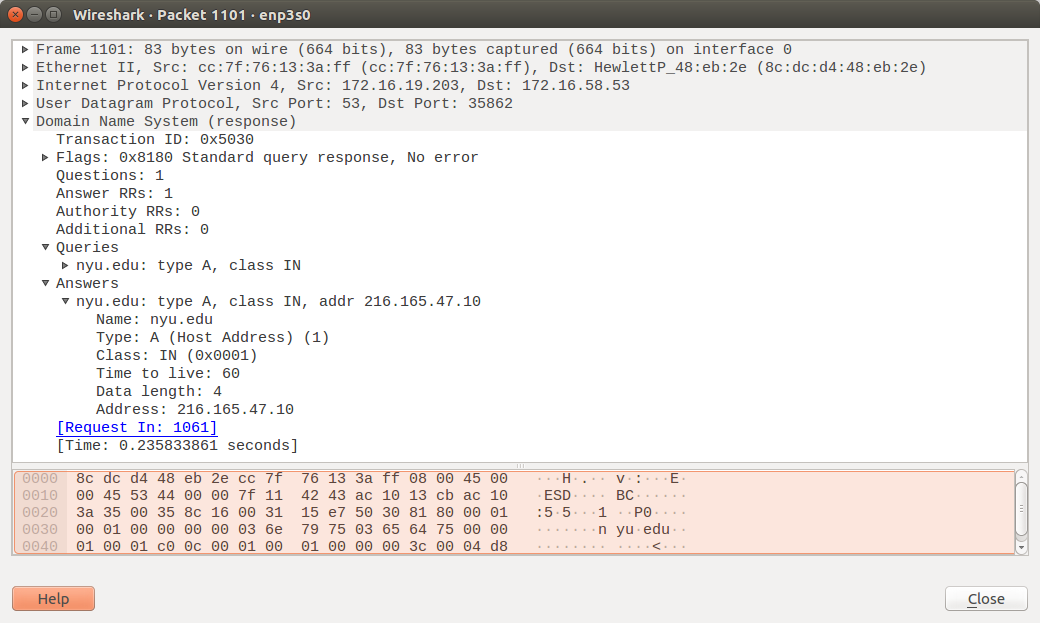 Wireshark · Packet 1101 · enp3s0
Frame 1101: 83 bytes on wire (664 bits), 83 bytes captured (664 bits) on interface 0
Ethernet II, Src: cc:7f:76:13:3a:ff (cc:7f:76:13:3a:ff), Dst: HewlettP_48:eb:2e (8c:dc:d4:48:eb:2e)
Internet Protocol Version 4, Src: 172.16.19.203, Dst: 172.16.58.53
User Datagram Protocol, Src Port: 53, Dst Port: 35862
Domain Name System (response)
Transaction ID: 0x5030
Flags: 0x8180 Standard query response, No error
Questions: 1
Answer RRs: 1
Authority RRs: 0
Additional RRs: 0
Queries
nyu.edu: type A, class IN
Answers
nyu.edu: type A, class IN, addr 216.165.47.10
Name: nyu.edu
Type: A (Host Address) (1)
Class: IN (0x0001)
Time to live: 60
Data length: 4
Address: 216.165.47.10
[Request In: 1061]
[Time: 0.235833861 seconds]
0000 8c dc d4 48 eb 2e cc 7f 76 13 3a ff 08 00 45 00 ···H·.·· v·:···E·
0010 00 45 53 44 00 00 7f 11 42 43 ac 10 13 cb ac 10 ·ESD···· BC······
0020 3a 35 00 35 8c 16 00 31 15 e7 50 30 81 80 00 01 :5·5···1 ··P0····
0030 00 01 00 00 00 00 03 6e 79 75 03 65 64 75 00 00 ·······n yu·edu··
0040 01 00 01 c0 0c 00 01 00 01 00 00 00 3c 00 04 d8 ········ ····<···
Help
Close